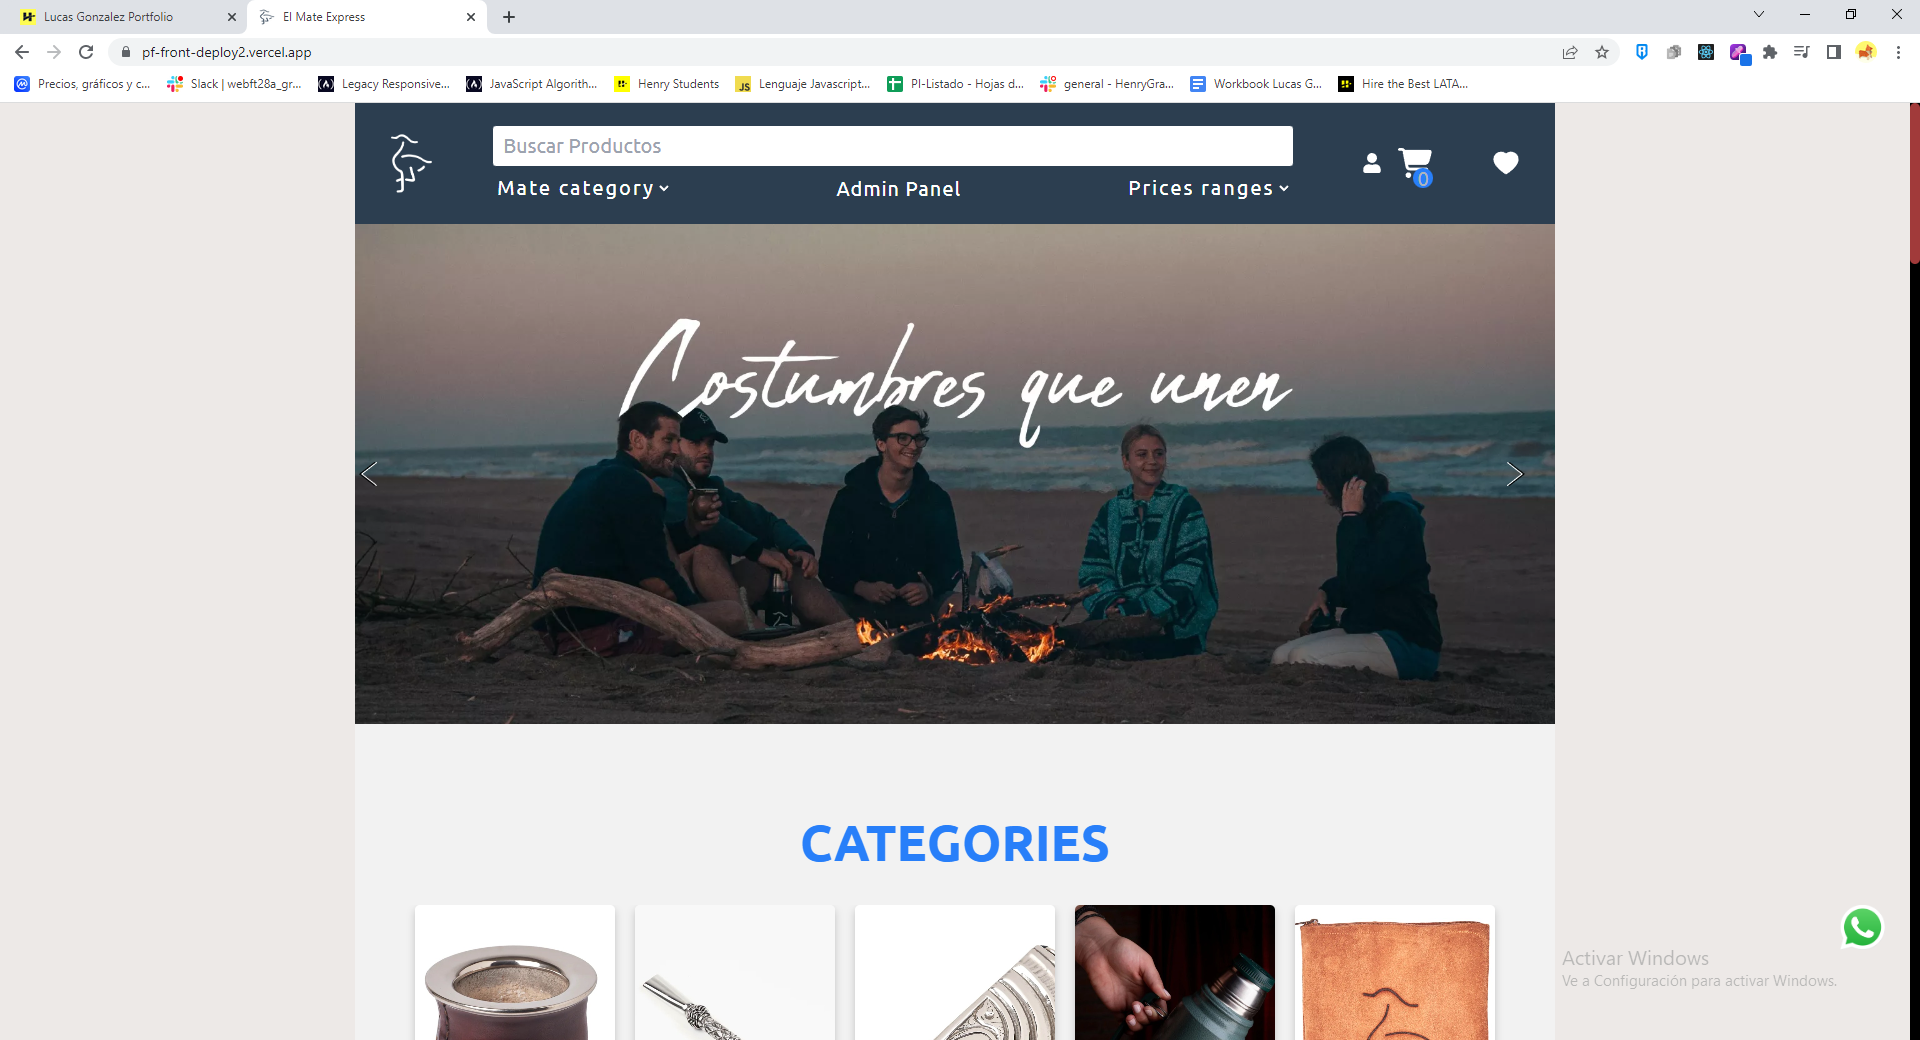 Lucas Gonzalez Portfolio
El Mate Express
pf-front-deploy2.vercel.app
Precios, gráficos y c...
Slack | webft28a_gr...
Legacy Responsive...
JavaScript Algorith...
Henry Students
JS
Lenguaje Javascript...
PI-Listado - Hojas d...
general - HenryGra...
Workbook Lucas G...
Hire the Best LATA...
Buscar Productos
0
Mate category
Admin Panel
Prices ranges
Costumbres que unen
CATEGORIES
Activar Windows
Ve a Configuración para activar Windows.